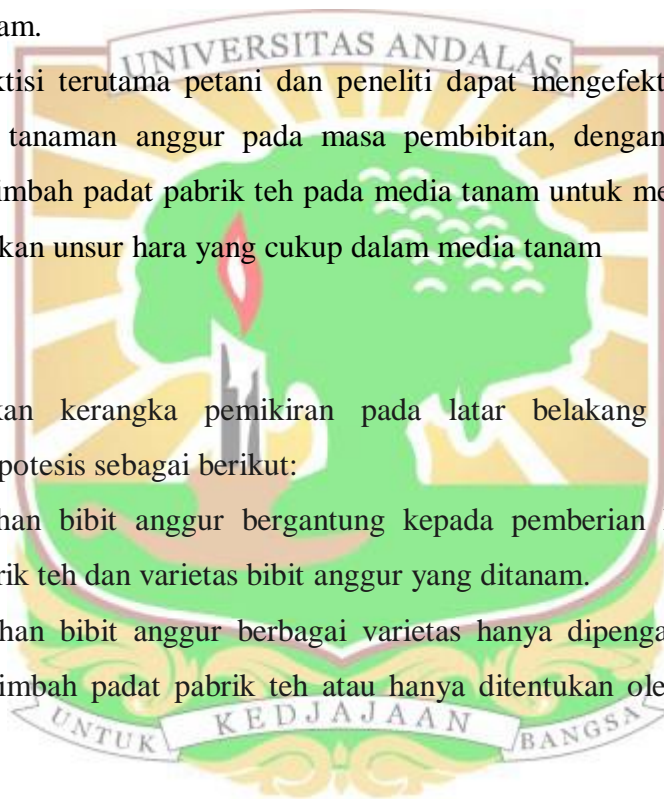 am.
UNIVERSITAS ANDALAS
ktisi terutama petani dan peneliti dapat mengefekt
tanaman anggur pada masa pembibitan, dengan
imbah padat pabrik teh pada media tanam untuk me
kan unsur hara yang cukup dalam media tanam
kan kerangka pemikiran pada latar belakang
potesis sebagai berikut:
han bibit anggur bergantung kepada pemberian
rik teh dan varietas bibit anggur yang ditanam.
han bibit anggur berbagai varietas hanya dipenga
imbah padat pabrik teh atau hanya ditentukan ole
UNTUK KEDJAJAAN BANGSA